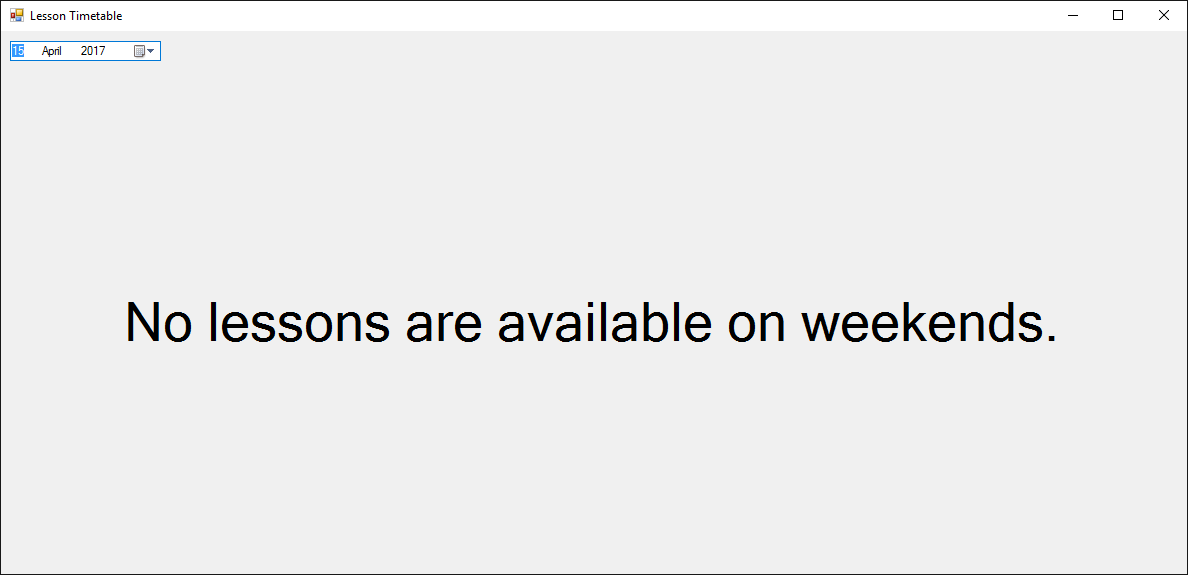 Lesson Timetable
15 April 2017
No lessons are available on weekends.